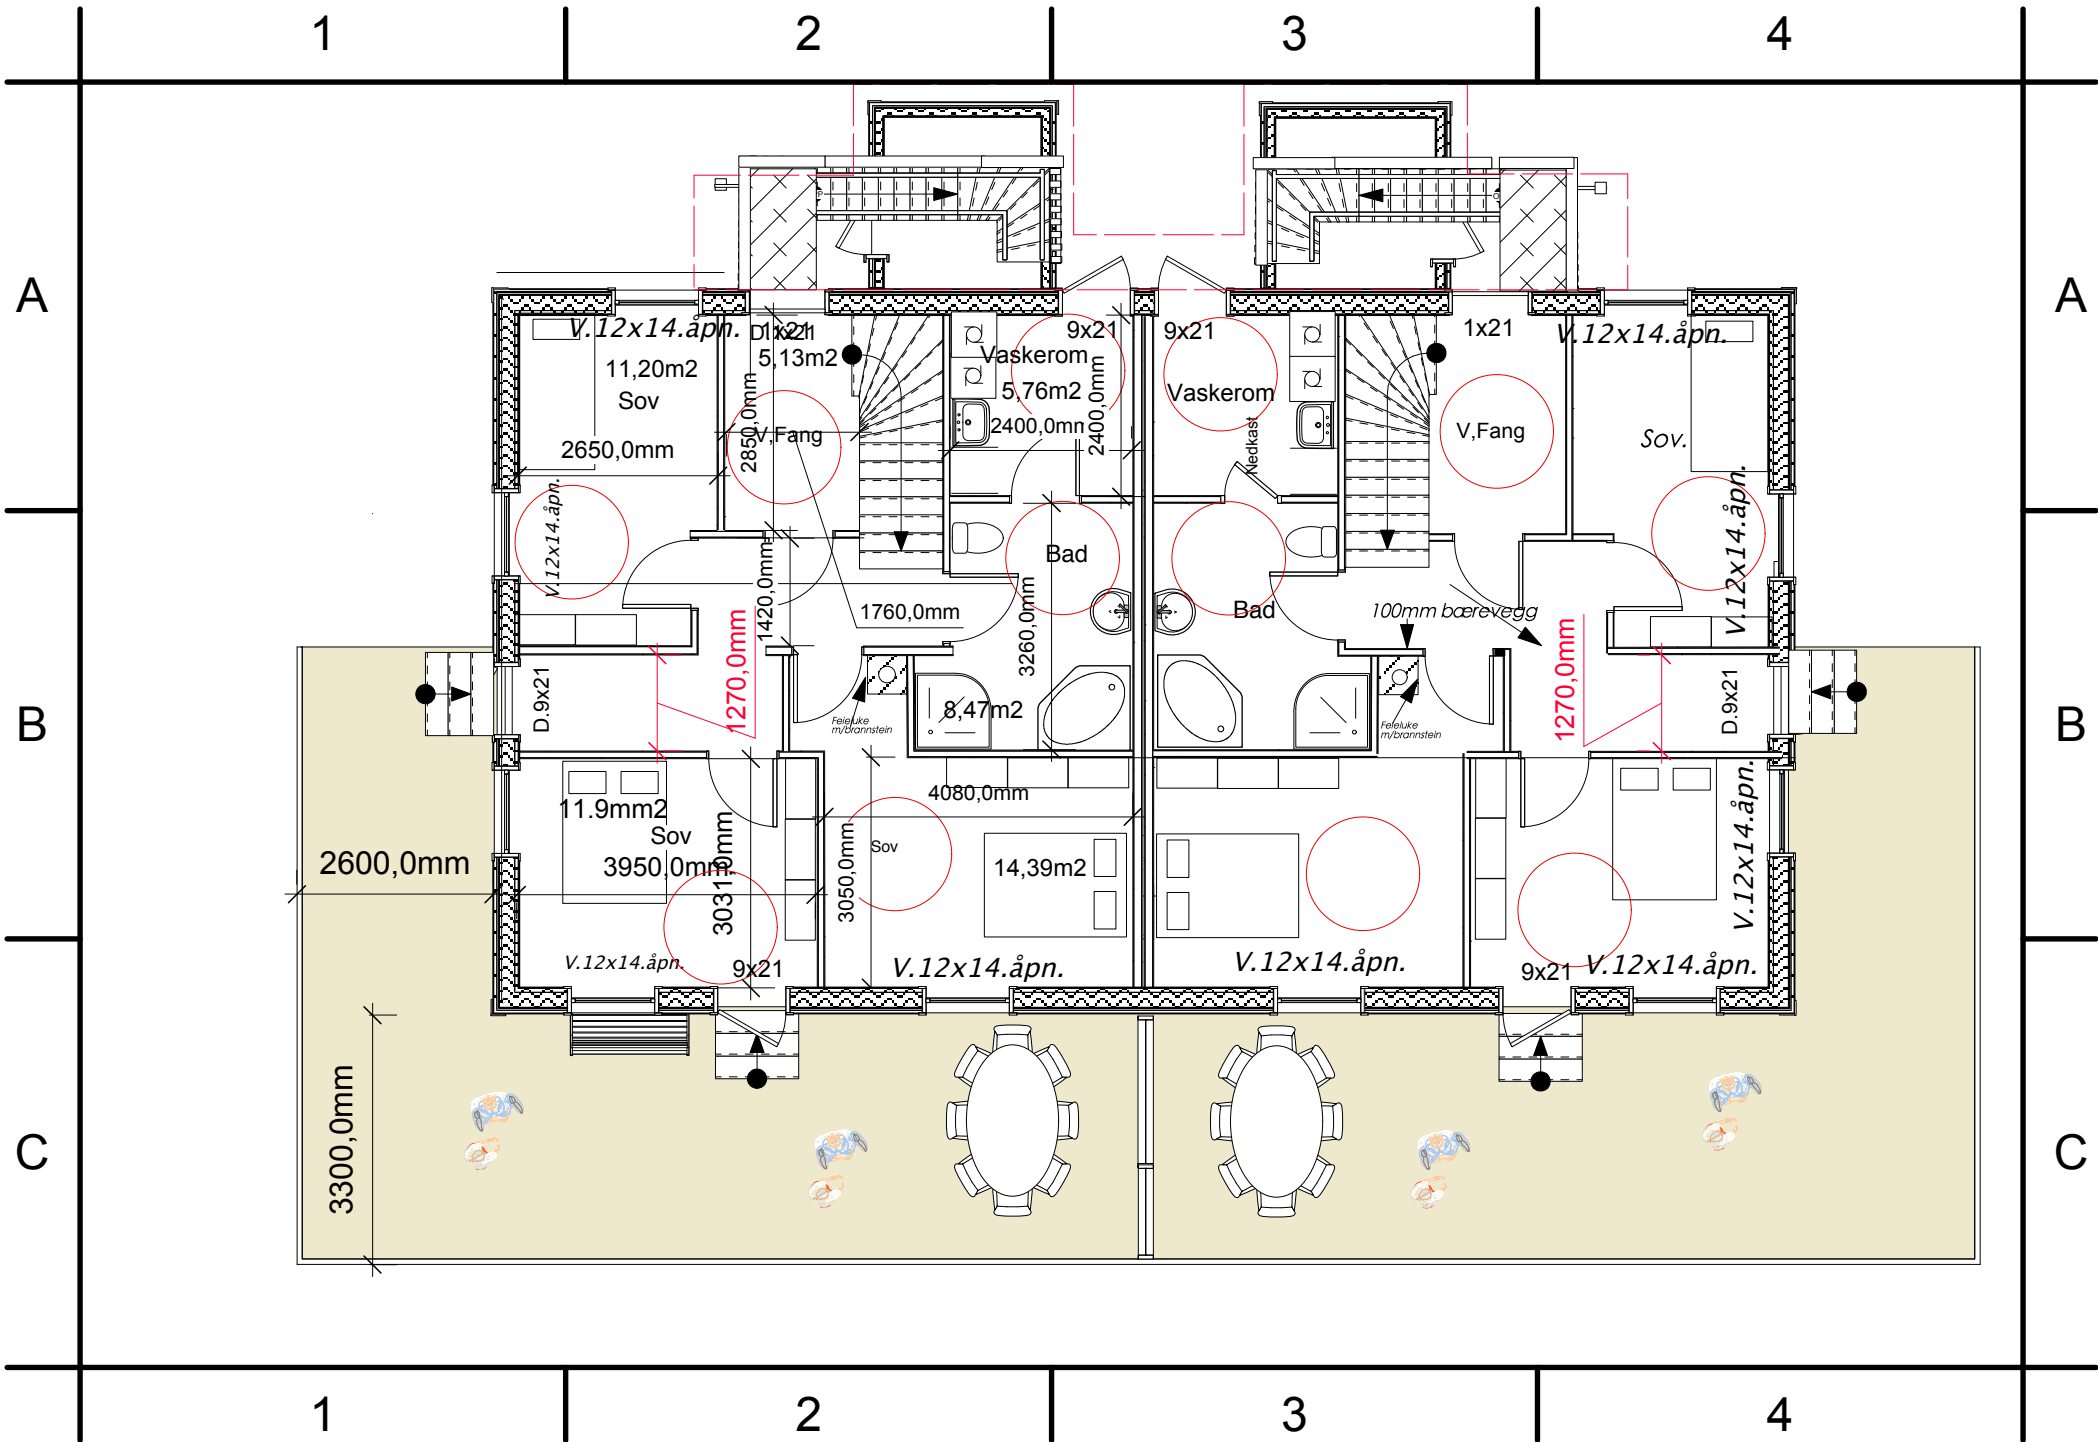 1 2 3 4
A A
V.12x14.åpn. D.1x21 1x21 9x21 9x21 1x21 V.12x14.åpn.
5,13m2
11,20m2
Sov
Vaskerom
5,76m2
2400,0mm
2400,0mm
Vaskerom
Nedkast
2650,0mm
2850,0mm
V,Fang
V,Fang
Sov.
V.12x14.åpn.
V.12x14.åpn.
Bad
Bad
1420,0mm
1760,0mm
3260,0mm
100mm bærevegg
1270,0mm
1270,0mm
B B
D.9x21
D.9x21
Feieluke
m/brannstein
8,47m2
Feieluke
m/brannstein
11.9mm2
Sov
3950,0mm
3031,0mm
4080,0mm
3050,0mm
Sov
14,39m2
2600,0mm
V.12x14.åpn.
V.12x14.åpn.
9x21
V.12x14.åpn.
V.12x14.åpn.
9x21
V.12x14.åpn.
3300,0mm
C C
1 2 3 4